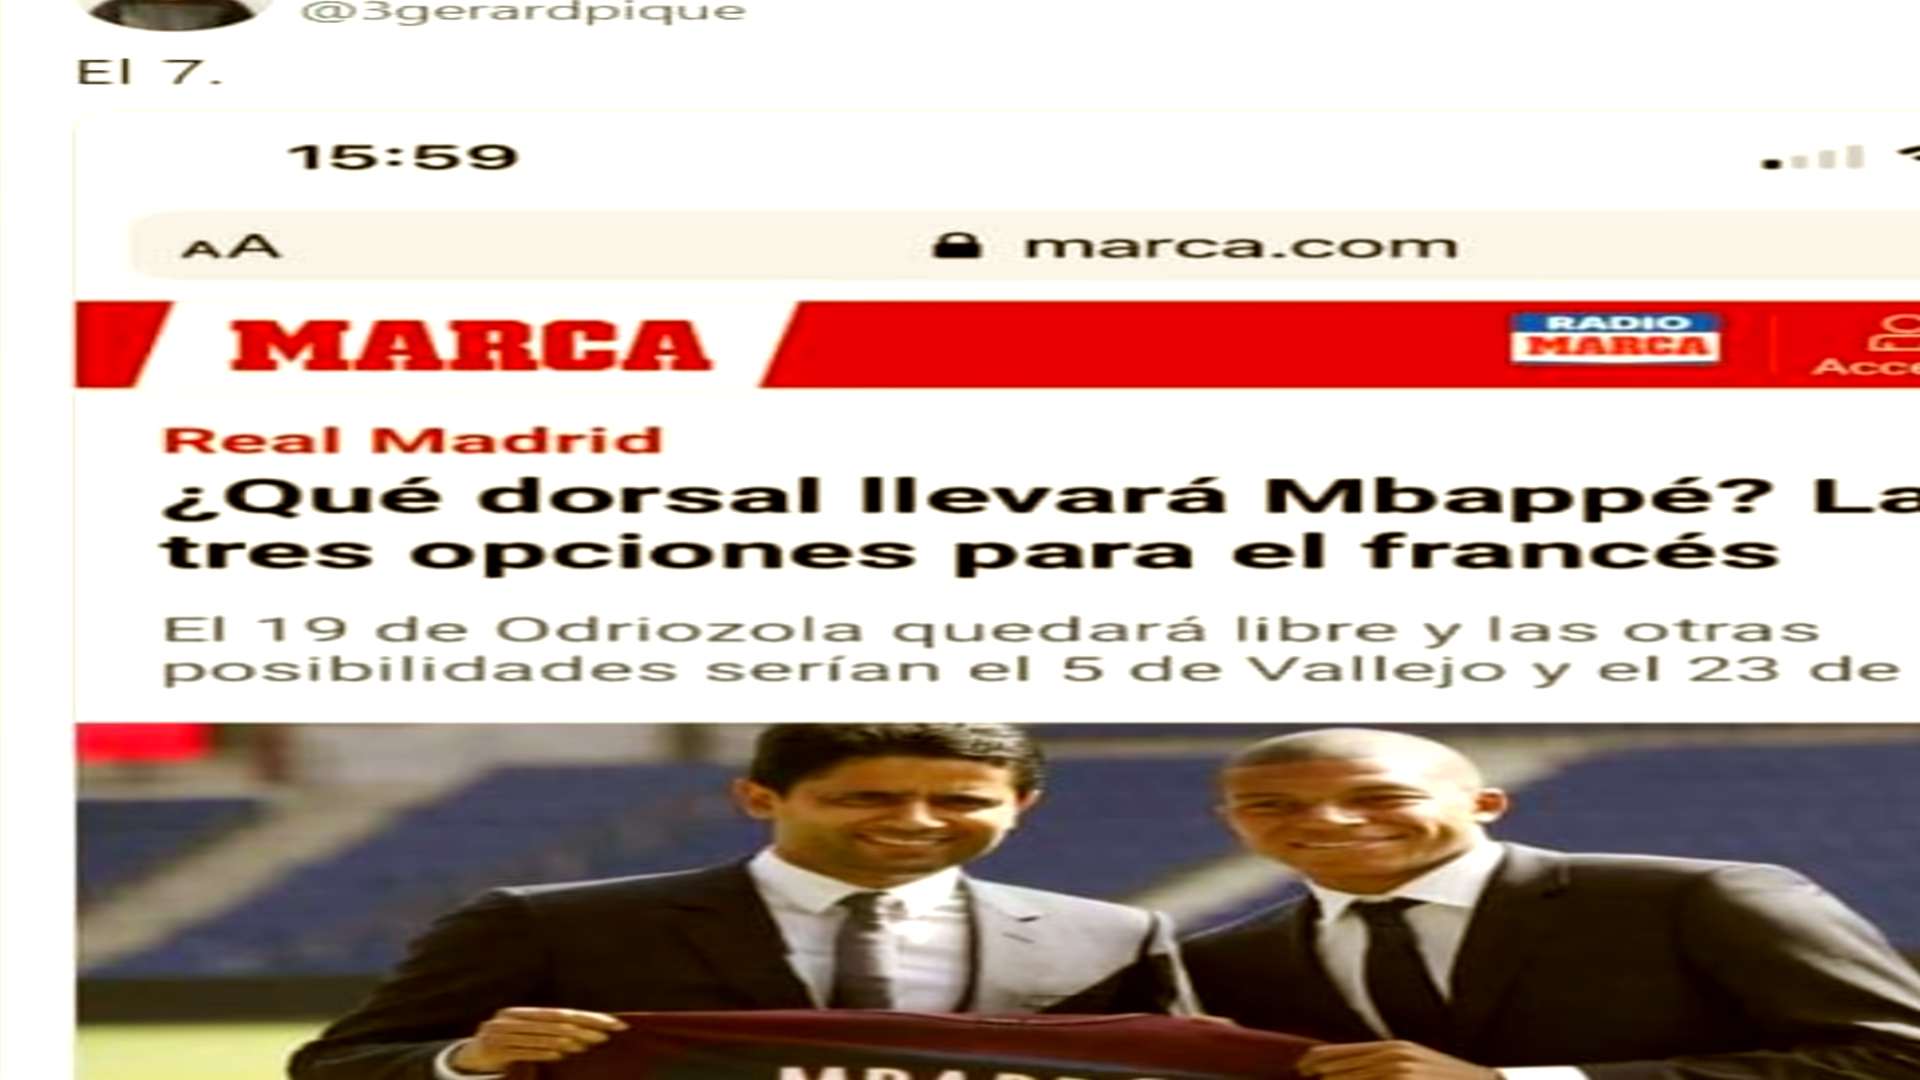 @3gerardpique
El 7.
15:59
AA
marca.com
MARCA
RADIO
MARCA
Real Madrid
¿Qué dorsal llevará Mbappé?
tres opciones para el francés
El 19 de Odriozola quedará libre y las otras
posibilidades serían el 5 de Vallejo y el 23 de